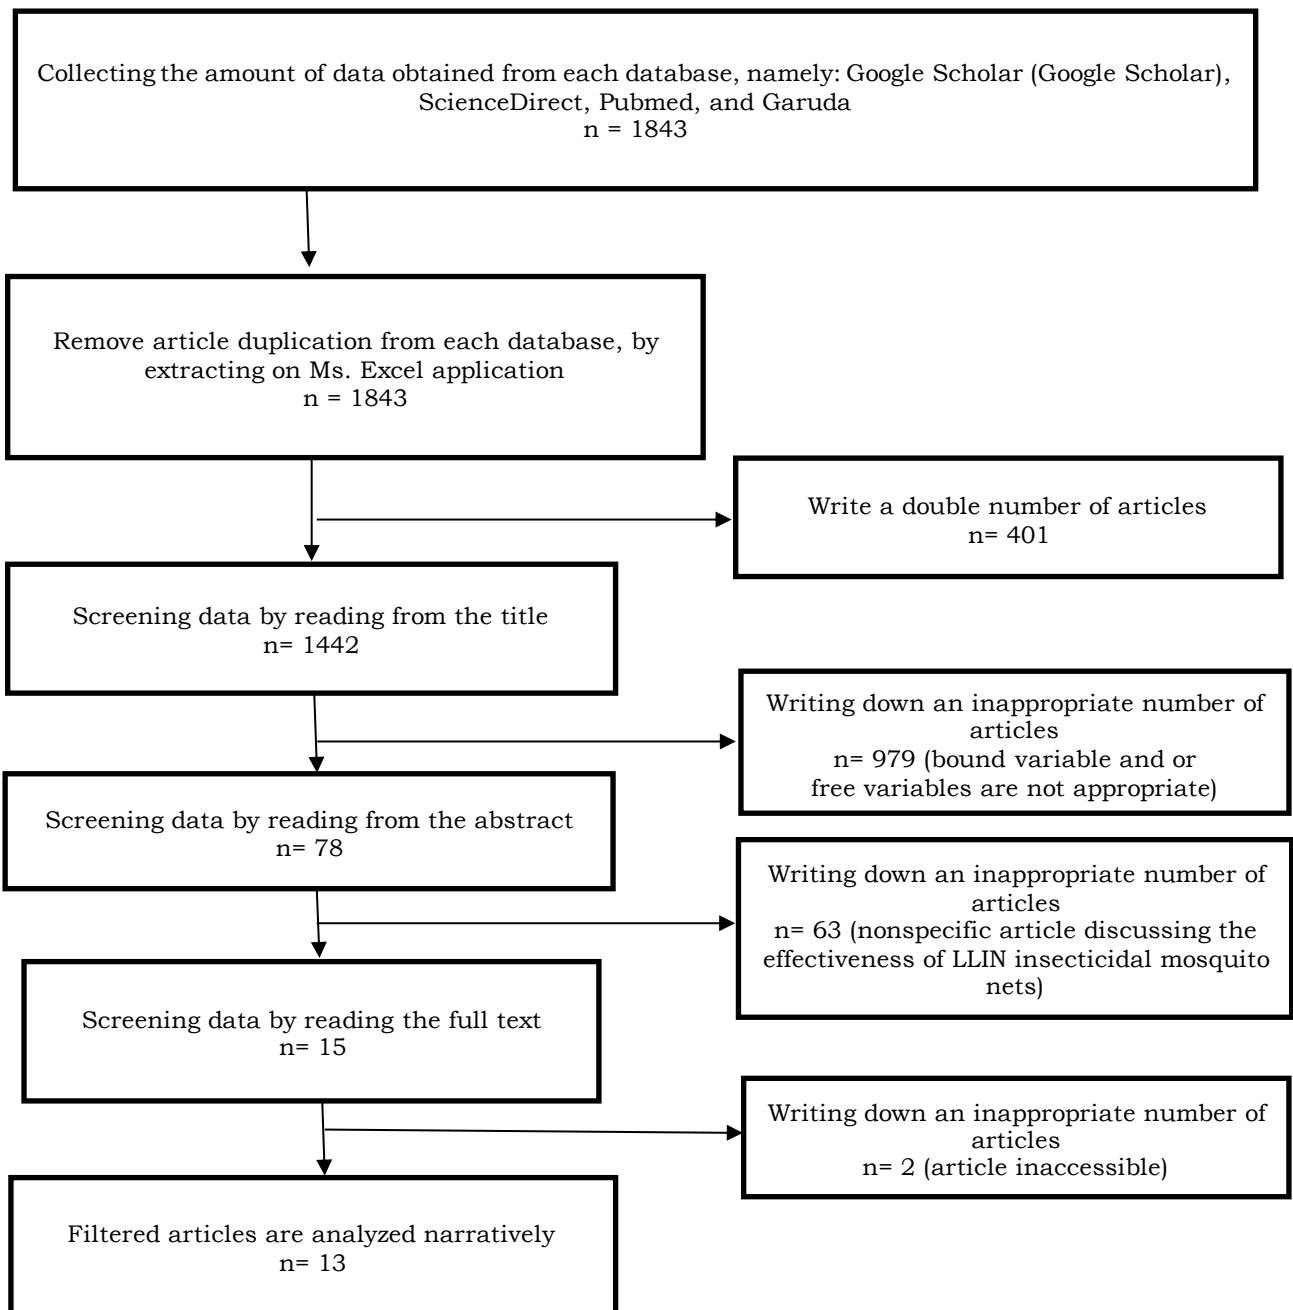 Collecting the amount of data obtained from each database, namely: Google Scholar (Google Scholar),
ScienceDirect, Pubmed, and Garuda
n = 1843
Remove article duplication from each database, by
extracting on Ms. Excel application
n = 1843
Write a double number of articles
n= 401
Screening data by reading from the title
n= 1442
Writing down an inappropriate number of
articles
n= 979 (bound variable and or
free variables are not appropriate)
Screening data by reading from the abstract
n= 78
Writing down an inappropriate number of
articles
n= 63 (nonspecific article discussing the
effectiveness of LLIN insecticidal mosquito
nets)
Screening data by reading the full text
n= 15
Writing down an inappropriate number of
articles
n= 2 (article inaccessible)
Filtered articles are analyzed narratively
n= 13